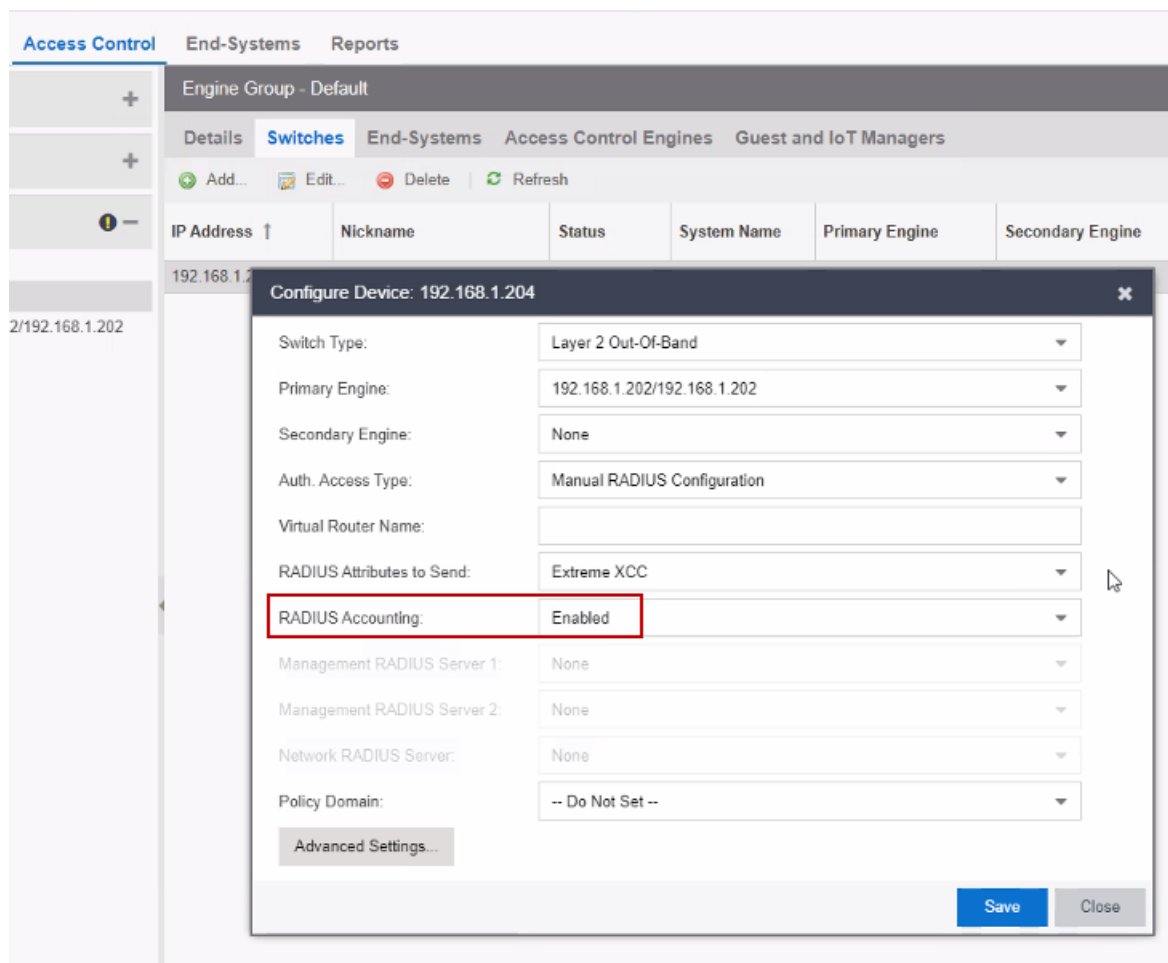 Access Control End-Systems Reports
Engine Group - Default
Details Switches End-Systems Access Control Engines Guest and IoT Managers
Add... Edit... Delete Refresh
IP Address Nickname Status System Name Primary Engine Secondary Engine
192.168.1.2
2/192.168.1.202
Configure Device: 192.168.1.204
Switch Type: Layer 2 Out-Of-Band
Primary Engine: 192.168.1.202/192.168.1.202
Secondary Engine: None
Auth. Access Type: Manual RADIUS Configuration
Virtual Router Name:
RADIUS Attributes to Send: Extreme XCC
RADIUS Accounting: Enabled
Management RADIUS Server 1: None
Management RADIUS Server 2: None
Network RADIUS Server: None
Policy Domain: -- Do Not Set --
Advanced Settings...
Save Close